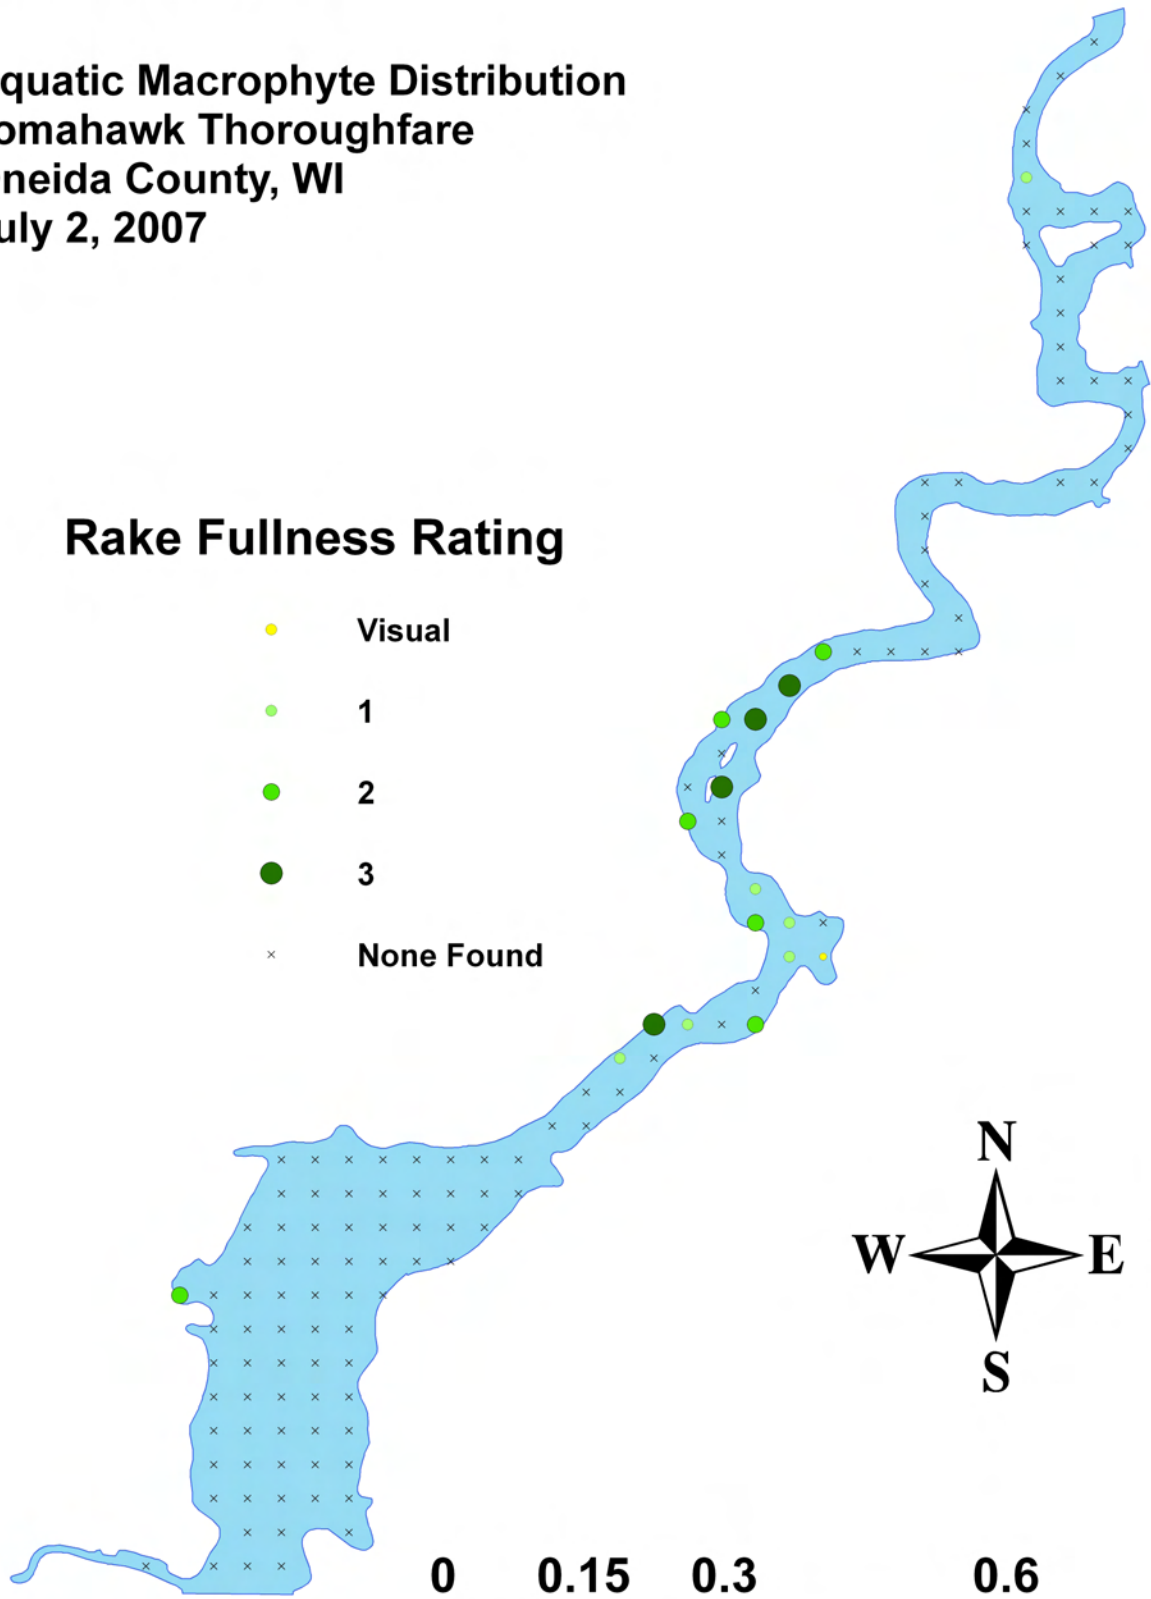 quatic Macrophyte Distribution
omahawk Thoroughfare
neida County, WI
uly 2, 2007
Rake Fullness Rating
Visual
1
2
3
None Found
N
W E
S
0 0.15 0.3 0.6